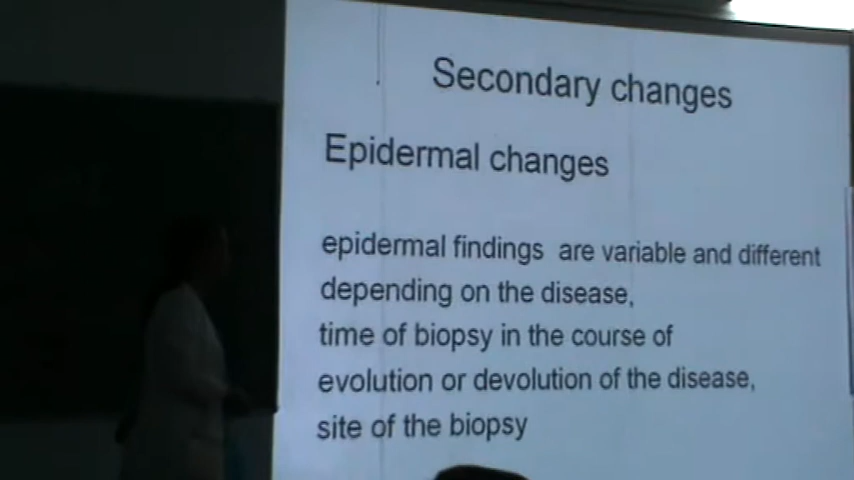 Secondary changes
Epidermal changes
epidermal findings are variable and different
depending on the disease,
time of biopsy in the course of
evolution or devolution of the disease,
site of the biopsy